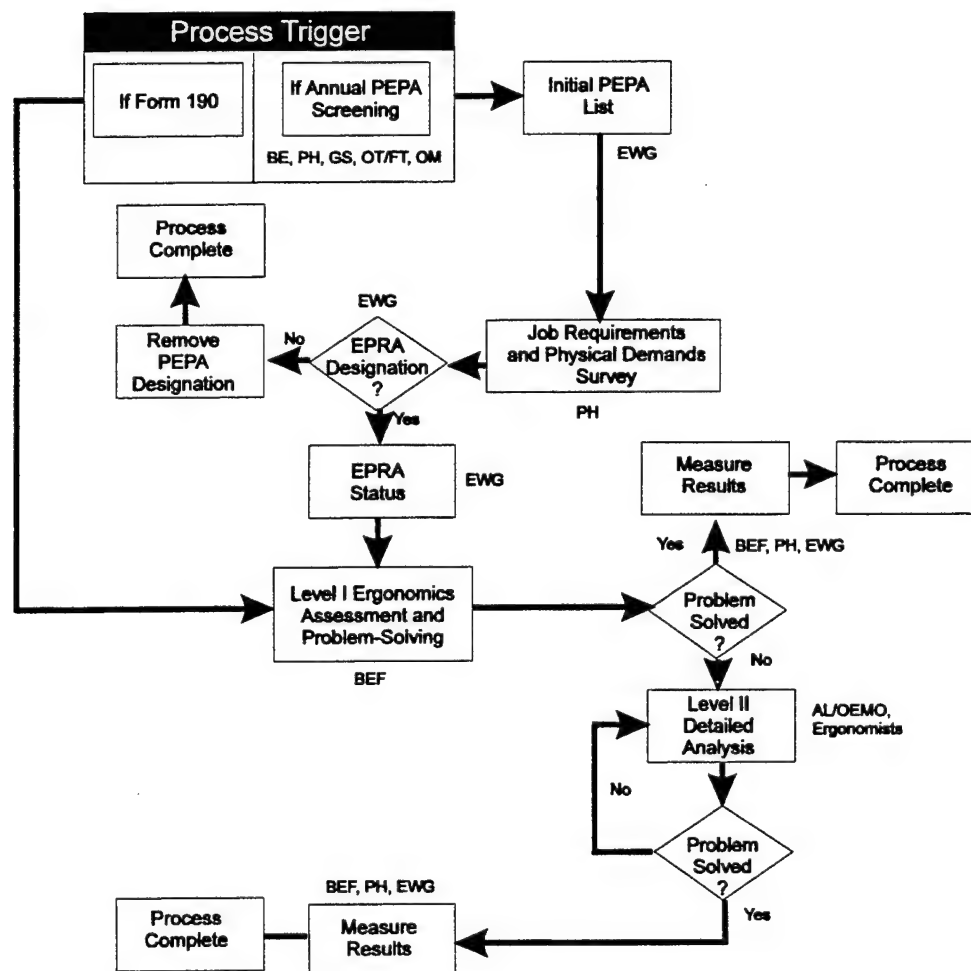 Process Trigger
If Form 190
If Annual PEPA
Screening
BE, PH, GS, OT/FT, OM
Initial PEPA
List
EWG
Process
Complete
EWG
Remove
PEPA
Designation
No
EPRA
Designation
?
Job Requirements
and Physical Demands
Survey
PH
Yes
EPRA
Status
EWG
Measure
Results
Process
Complete
Yes
BEF, PH, EWG
Level I Ergonomics
Assessment and
Problem-Solving
BEF
Problem
Solved
?
No
Level II
Detailed
Analysis
AL/OEMO,
Ergonomists
No
Problem
Solved
?
Yes
BEF, PH, EWG
Process
Complete
Measure
Results